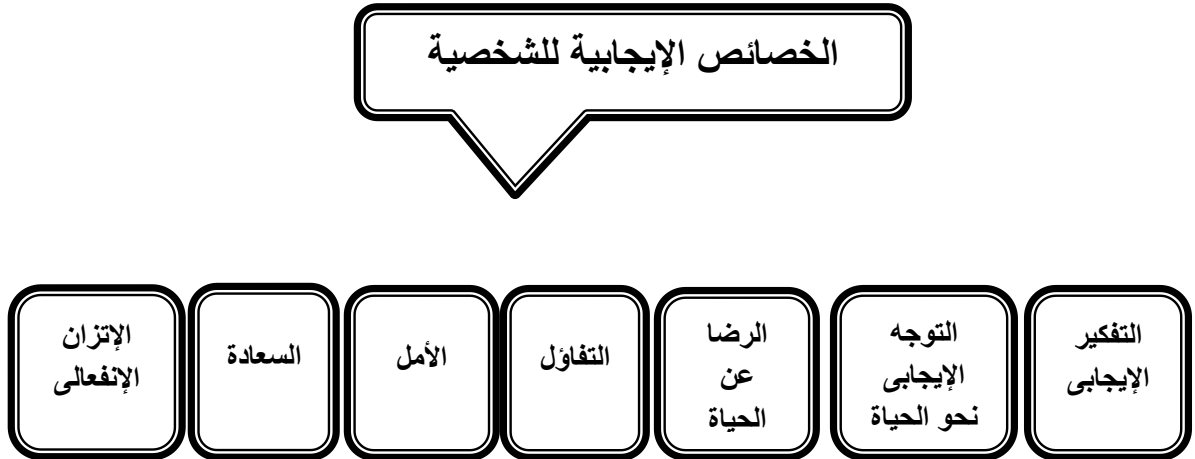 الخصائص الإيجابية للشخصية
التفكير
الإيجابى
التوجه
الإيجابى
نحو الحياة
الرضا
عن
الحياة
التفاؤل
الأمل
السعادة
الإتزان
الإنفعالى